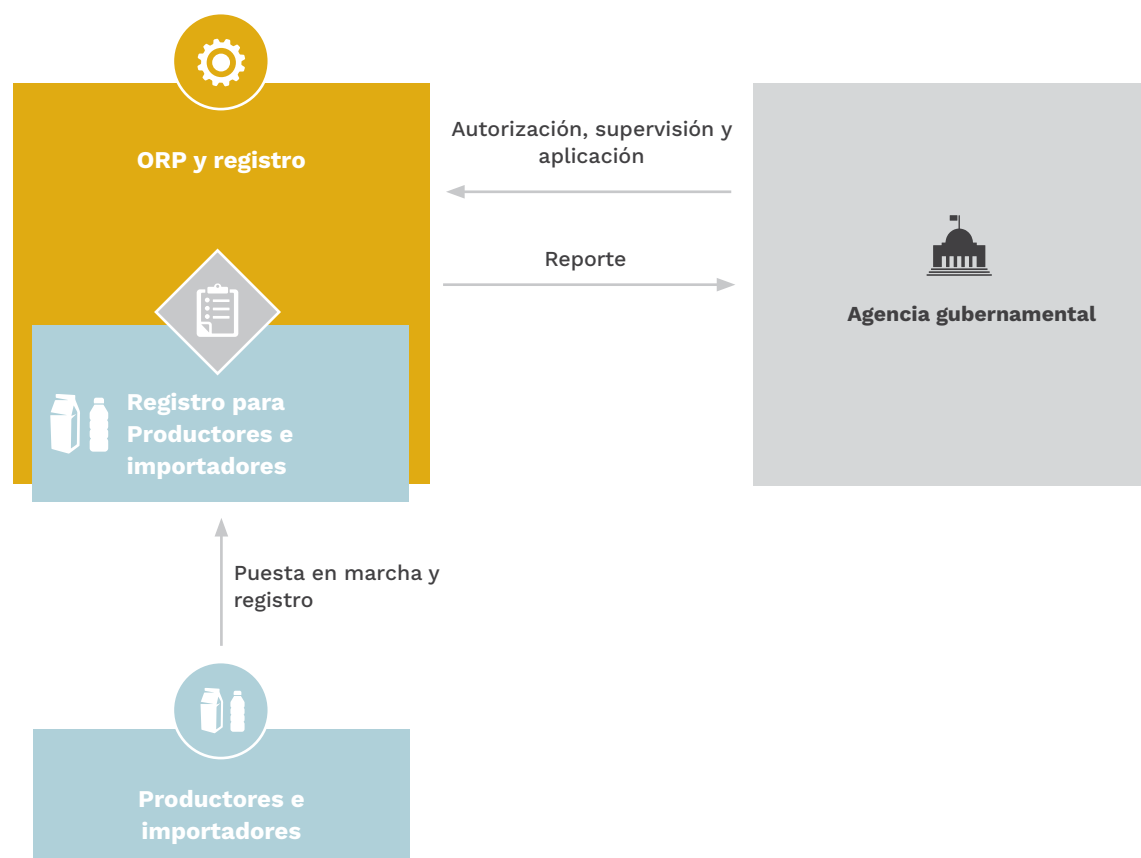 ORP y registro
Autorización, supervisión y
aplicación
Reporte
Agencia gubernamental
Registro para
Productores e
importadores
Puesta en marcha y
registro
Productores e
importadores